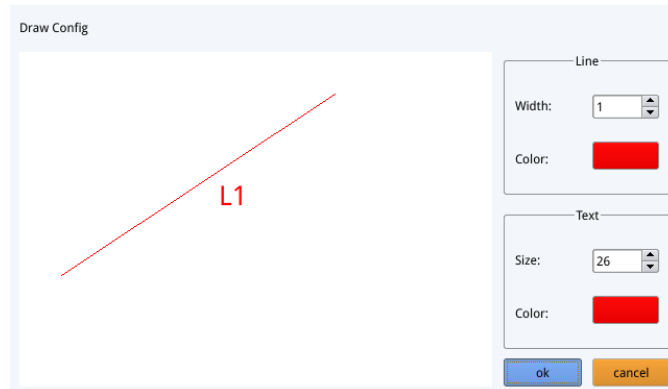 Draw Config
L1
Line
Width: 1
Color:
Text
Size: 26
Color:
ok cancel